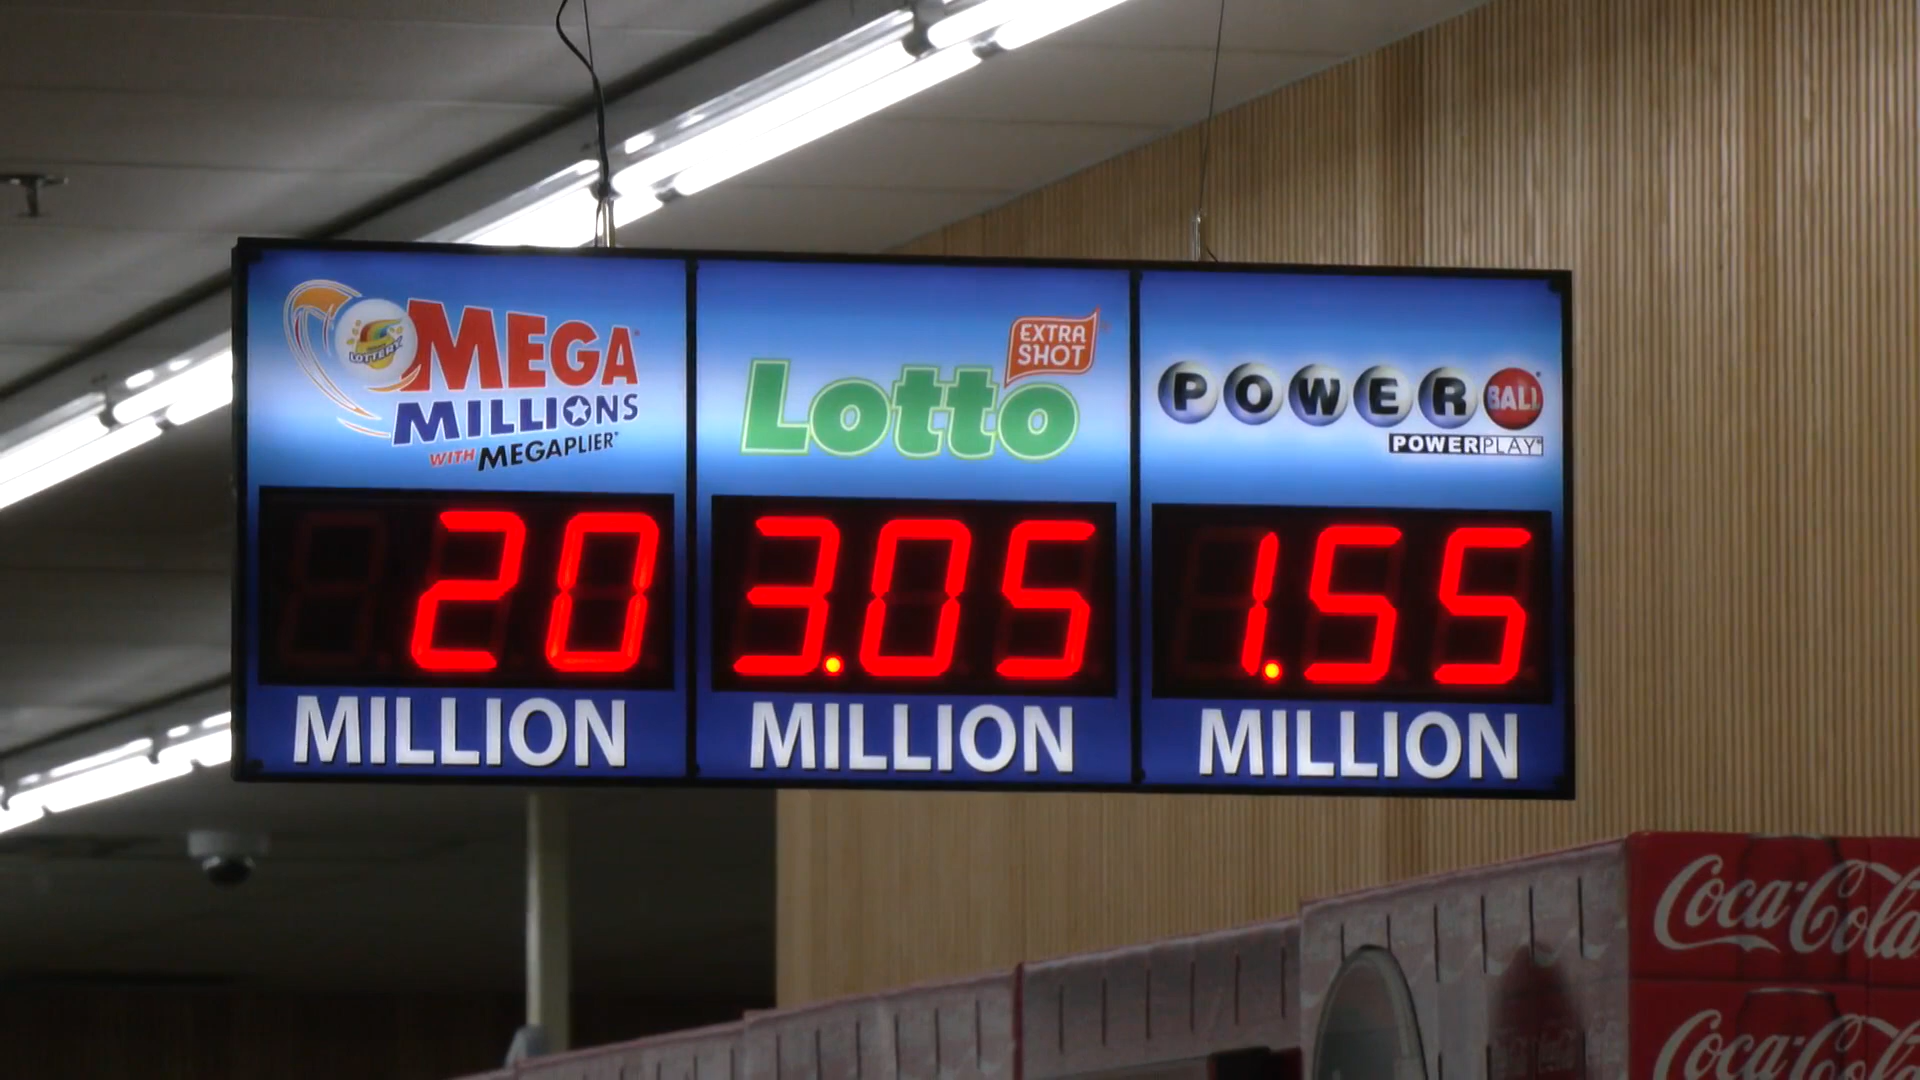 LOTTERY
MEGA
MILLIONS
WITH MEGAPLIER
20
MILLION
EXTRA
SHOT
Lotto
3.05
MILLION
POWER BALL
POWERPLAY
1.55
MILLION
Coca-Cola
Coca-Cola